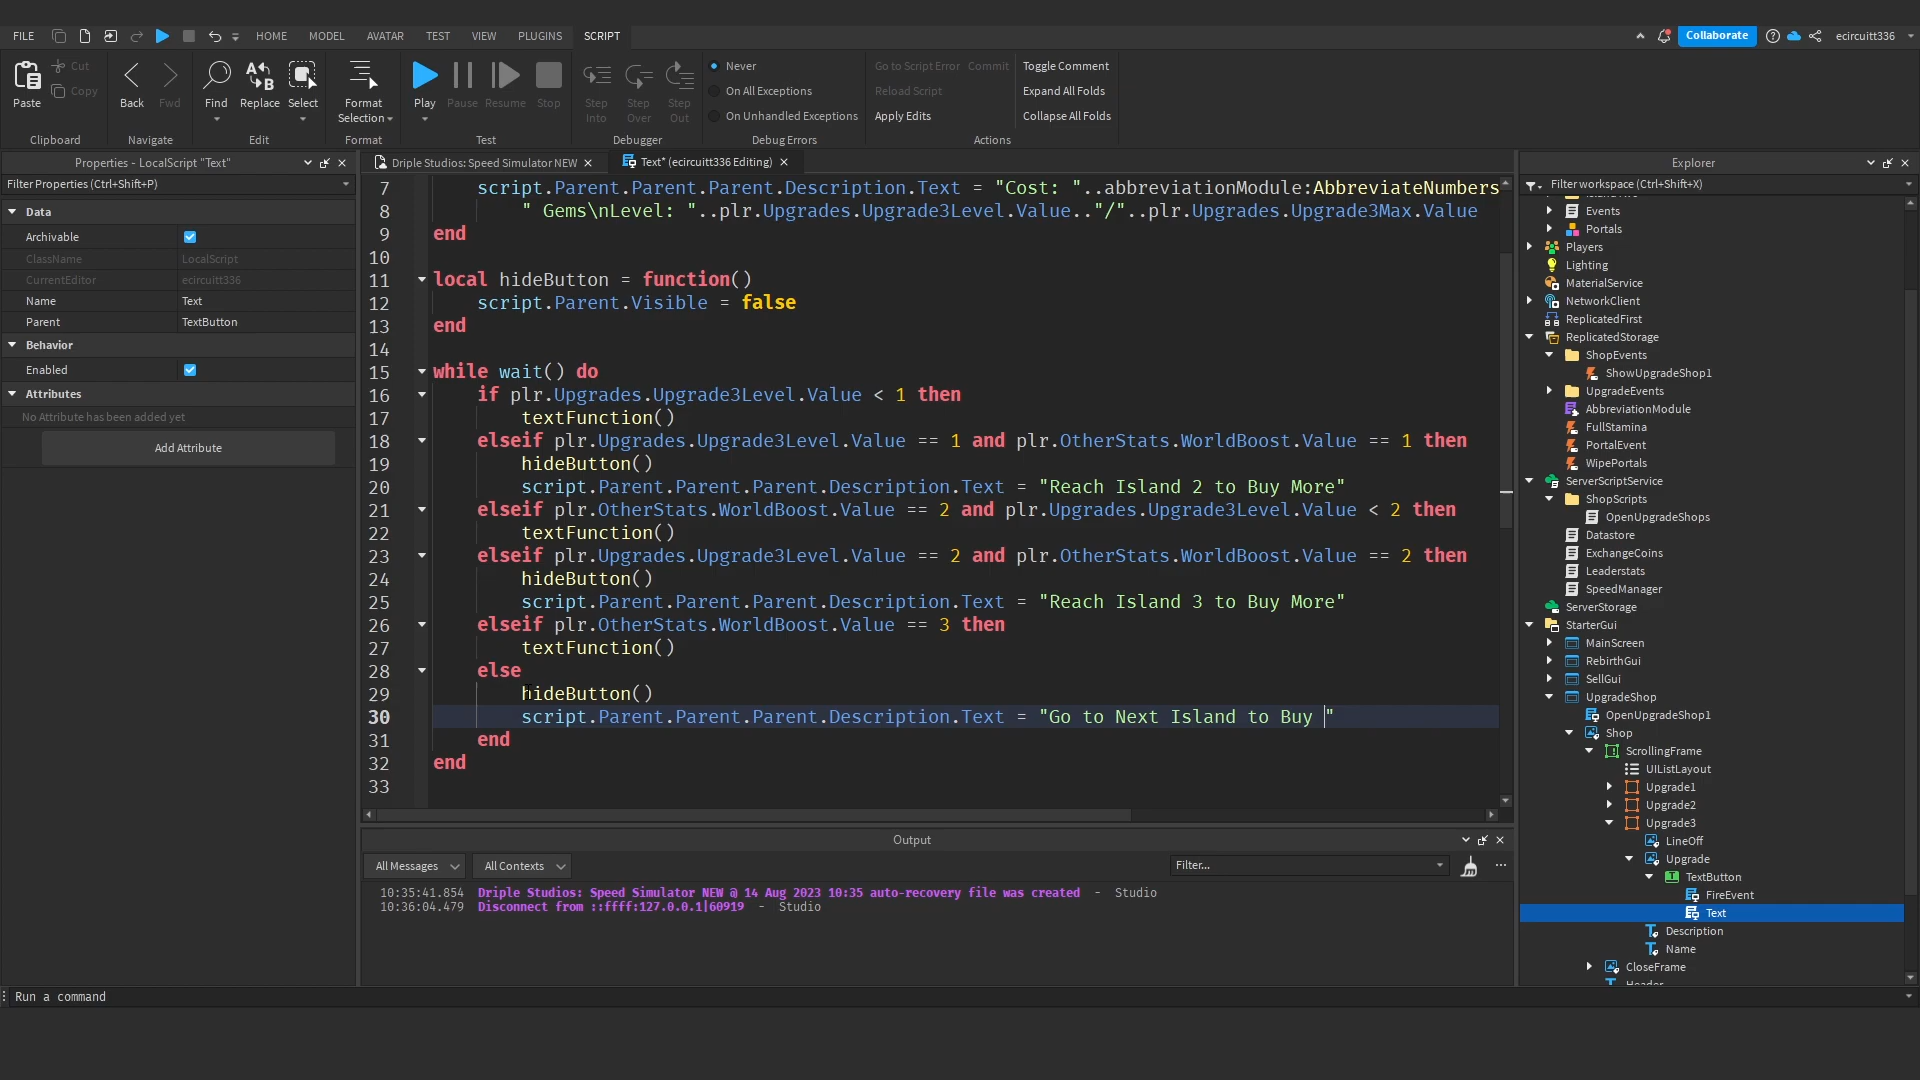 FILE HOME MODEL AVATAR TEST VIEW PLUGINS SCRIPT Collaborate ecircuitt336
Paste Cut Copy Back Fwd Find Replace Select Format Selection Play Pause Resume Stop Step Into Step Over Step Out
Never Go to Script Error Commit Toggle Comment
On All Exceptions Reload Script Expand All Folds
On Unhandled Exceptions Apply Edits Collapse All Folds
Clipboard Navigate Edit Format Test Debugger Debug Errors Actions
Properties - LocalScript "Text"
Filter Properties (Ctrl+Shift+P)
Data
Archivable
ClassName LocalScript
CurrentEditor ecircuitt336
Name Text
Parent TextButton
Behavior
Enabled
Attributes
No Attribute has been added yet
Add Attribute
Driple Studios: Speed Simulator NEW Text* (ecircuitt336 Editing)
7 script.Parent.Parent.Parent.Description.Text = "Cost: "..abbreviationModule:AbbreviateNumbers
8 " Gems\nLevel: "..plr.Upgrades.Upgrade3Level.Value.."/"..plr.Upgrades.Upgrade3Max.Value
9 end
10
11 local hideButton = function()
12 script.Parent.Visible = false
13 end
14
15 while wait() do
16 if plr.Upgrades.Upgrade3Level.Value < 1 then
17 textFunction()
18 elseif plr.Upgrades.Upgrade3Level.Value == 1 and plr.OtherStats.WorldBoost.Value == 1 then
19 hideButton()
20 script.Parent.Parent.Parent.Description.Text = "Reach Island 2 to Buy More"
21 elseif plr.OtherStats.WorldBoost.Value == 2 and plr.Upgrades.Upgrade3Level.Value < 2 then
22 textFunction()
23 elseif plr.Upgrades.Upgrade3Level.Value == 2 and plr.OtherStats.WorldBoost.Value == 2 then
24 hideButton()
25 script.Parent.Parent.Parent.Description.Text = "Reach Island 3 to Buy More"
26 elseif plr.OtherStats.WorldBoost.Value == 3 then
27 textFunction()
28 else
29 hideButton()
30 script.Parent.Parent.Parent.Description.Text = "Go to Next Island to Buy "
31 end
32 end
33
Output
All Messages All Contexts Filter...
10:35:41.854 Driple Studios: Speed Simulator NEW @ 14 Aug 2023 10:35 auto-recovery file was created - Studio
10:36:04.479 Disconnect from ::ffff:127.0.0.1|60919 - Studio
Run a command
Explorer
Filter workspace (Ctrl+Shift+X)
Events
Portals
Players
Lighting
MaterialService
NetworkClient
ReplicatedFirst
ReplicatedStorage
ShopEvents
ShowUpgradeShop1
UpgradeEvents
AbbreviationModule
FullStamina
PortalEvent
WipePortals
ServerScriptService
ShopScripts
OpenUpgradeShops
Datastore
ExchangeCoins
Leaderstats
SpeedManager
ServerStorage
StarterGui
MainScreen
RebirthGui
SellGui
UpgradeShop
OpenUpgradeShop1
Shop
ScrollingFrame
UIListLayout
Upgrade1
Upgrade2
Upgrade3
LineOff
Upgrade
TextButton
FireEvent
Text
Description
Name
CloseFrame